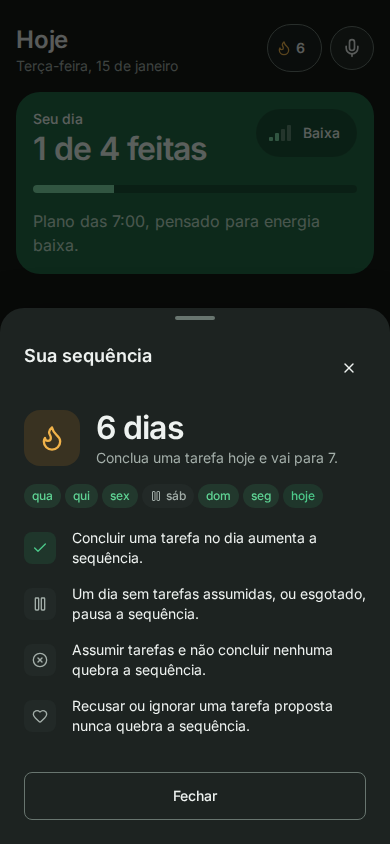 Hoje
Terça-feira, 15 de janeiro
6
Seu dia
1 de 4 feitas
Baixa
Plano das 7:00, pensado para energia
baixa.
Sua sequência
6 dias
Conclua uma tarefa hoje e vai para 7.
qua qui sex sáb dom seg hoje
Concluir uma tarefa no dia aumenta a
sequência.
Um dia sem tarefas assumidas, ou esgotado,
pausa a sequência.
Assumir tarefas e não concluir nenhuma
quebra a sequência.
Recusar ou ignorar uma tarefa proposta
nunca quebra a sequência.
Fechar